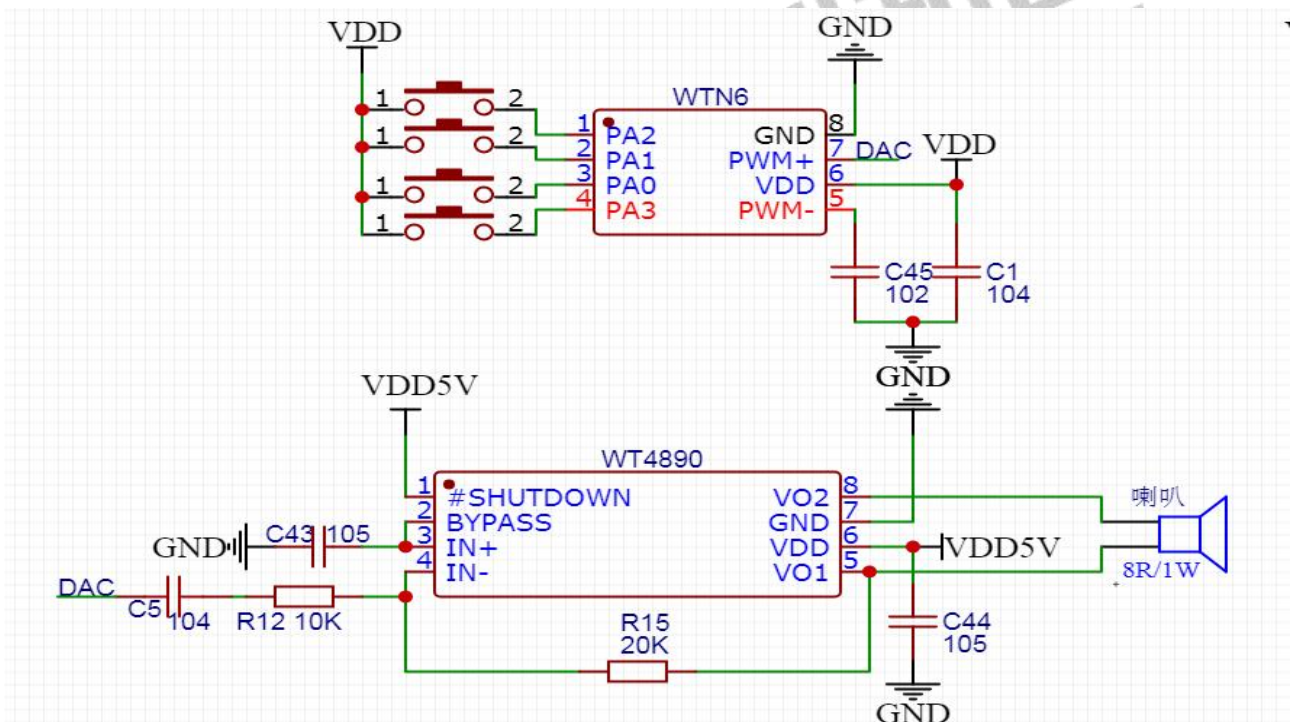 VDD
GND
WTN6
1 2
1 2
1 2
1 2
1 PA2
2 PA1
3 PA0
4 PA3
GND 8
PWM+ 7 DAC
VDD 6
PWM- 5
VDD
C45
102
C1
104
GND
VDD5V
WT4890
1 #SHUTDOWN
2 BYPASS
3 IN+
4 IN-
VO2 8
GND 7
VDD 6
VO1 5
GND
C43 105
DAC
C5 104
R12 10K
R15
20K
VDD5V
C44
105
GND
喇叭
8R/1W